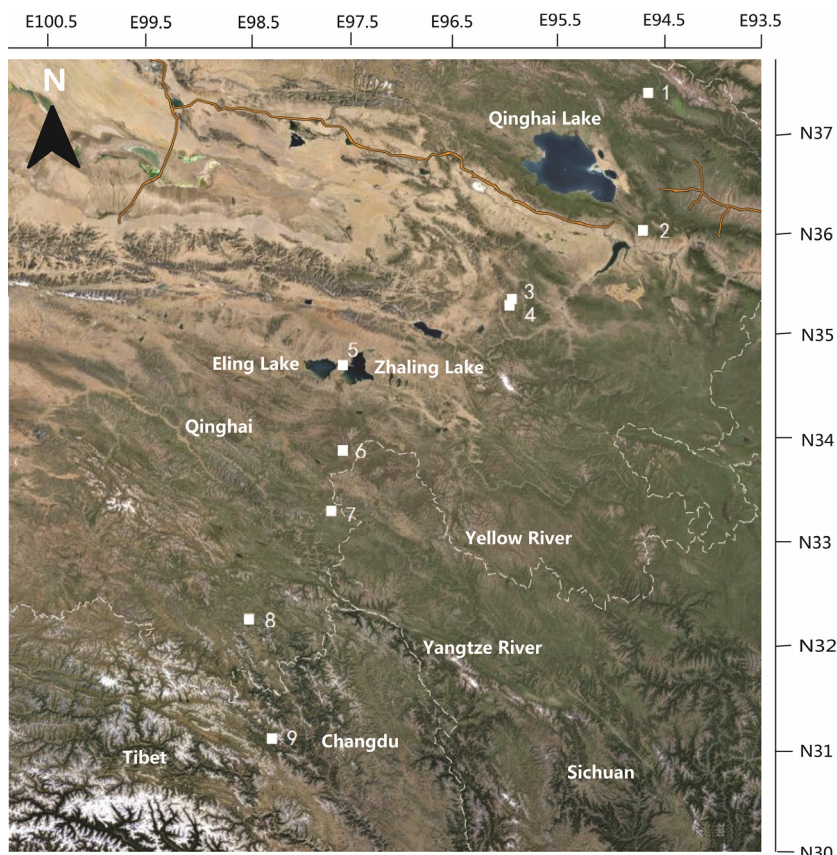 E100.5 E99.5 E98.5 E97.5 E96.5 E95.5 E94.5 E93.5
N
1
Qinghai Lake
N37
2
N36
3
4
N35
5
Eling Lake
Zhaling Lake
Qinghai
N34
6
7
Yellow River
N33
8
Yangtze River
N32
9
Changdu
Tibet
N31
Sichuan
N30